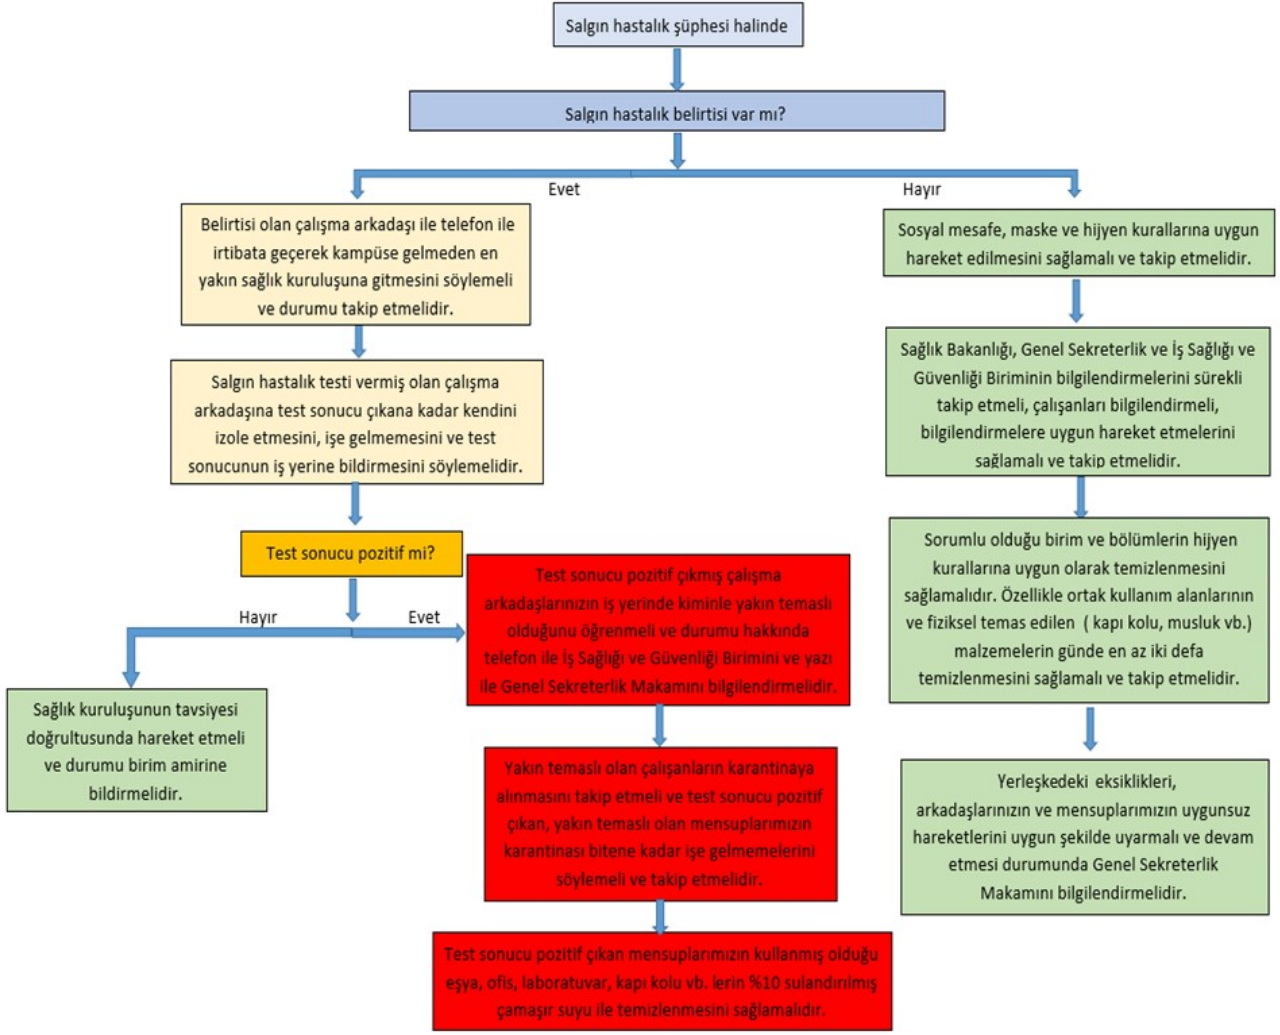 Salgın hastalık şüphesi halinde
Salgın hastalık belirtisi var mı?
Evet
Hayır
Belirtisi olan çalışma arkadaşı ile telefon ile
irtibata geçerek kampüse gelmeden en
yakın sağlık kuruluşuna gitmesini söylemeli
ve durumu takip etmelidir.
Salgın hastalık testi vermiş olan çalışma
arkadaşına test sonucu çıkana kadar kendini
izole etmesini, işe gelmemesini ve test
sonucunun iş yerine bildirmesini söylemelidir.
Test sonucu pozitif mi?
Hayır
Evet
Sağlık kuruluşunun tavsiyesi
doğrultusunda hareket etmeli
ve durumu birim amirine
bildirmelidir.
Test sonucu pozitif çıkmış çalışma
arkadaşlarınızın iş yerinde kiminle yakın temaslı
olduğunu öğrenmeli ve durumu hakkında
telefon ile İş Sağlığı ve Güvenliği Birimini ve yazı
ile Genel Sekreterlik Makamını bilgilendirmelidir.
Yakın temaslı olan çalışanların karantinaya
alınmasını takip etmeli ve test sonucu pozitif
çıkan, yakın temaslı olan mensuplarımızın
karantinası bitene kadar işe gelmemelerini
söylemeli ve takip etmelidir.
Test sonucu pozitif çıkan mensuplarımızın kullanmış olduğu
eşya, ofis, laboratuvar, kapı kolu vb. lerin %10 sulandırılmış
çamaşır suyu ile temizlenmesini sağlamalıdır.
Sosyal mesafe, maske ve hijyen kurallarına uygun
hareket edilmesini sağlamalı ve takip etmelidir.
Sağlık Bakanlığı, Genel Sekreterlik ve İş Sağlığı ve
Güvenliği Biriminin bilgilendirmelerini sürekli
takip etmeli, çalışanları bilgilendirmeli,
bilgilendirmelere uygun hareket etmelerini
sağlamalı ve takip etmelidir.
Sorumlu olduğu birim ve bölümlerin hijyen
kurallarına uygun olarak temizlenmesini
sağlamalıdır. Özellikle ortak kullanım alanlarının
ve fiziksel temas edilen ( kapı kolu, musluk vb.)
malzemelerin günde en az iki defa
temizlenmesini sağlamalı ve takip etmelidir.
Yerleşkedeki eksiklikleri,
arkadaşlarınızın ve mensuplarımızın uygunsuz
hareketlerini uygun şekilde uyarmalı ve devam
etmesi durumunda Genel Sekreterlik
Makamını bilgilendirmelidir.